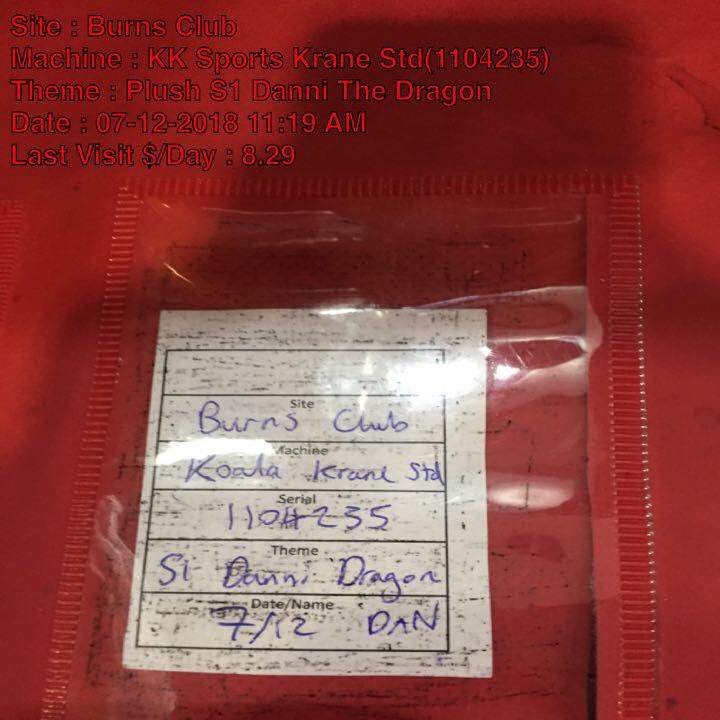 Site : Burns Club
Machine : KK Sports Krane Std(1104235)
Theme : Plush S1 Danni The Dragon
Date : 07-12-2018 11:19 AM
Last Visit $/Day : 8.29
Site
Burns Club
Machine
Koala Krane Std
Serial
1104235
Theme
S1 Danni Dragon
Date/Name
7/12 DAN